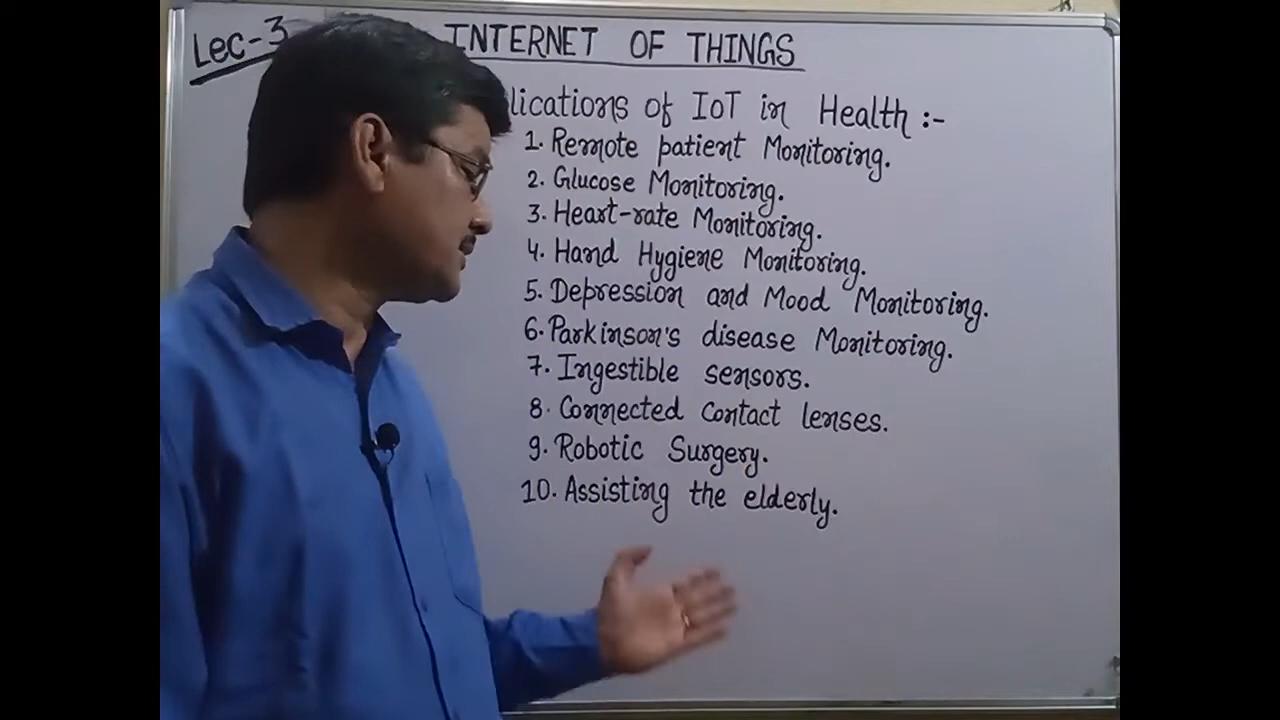 Lec-3 INTERNET OF THINGS
lications of IoT in Health :-
1. Remote patient Monitoring.
2. Glucose Monitoring.
3. Heart-rate Monitoring.
4. Hand Hygiene Monitoring.
5. Depression and Mood Monitoring.
6. Parkinson's disease Monitoring.
7. Ingestible sensors.
8. Connected Contact lenses.
9. Robotic Surgery.
10. Assisting the elderly.